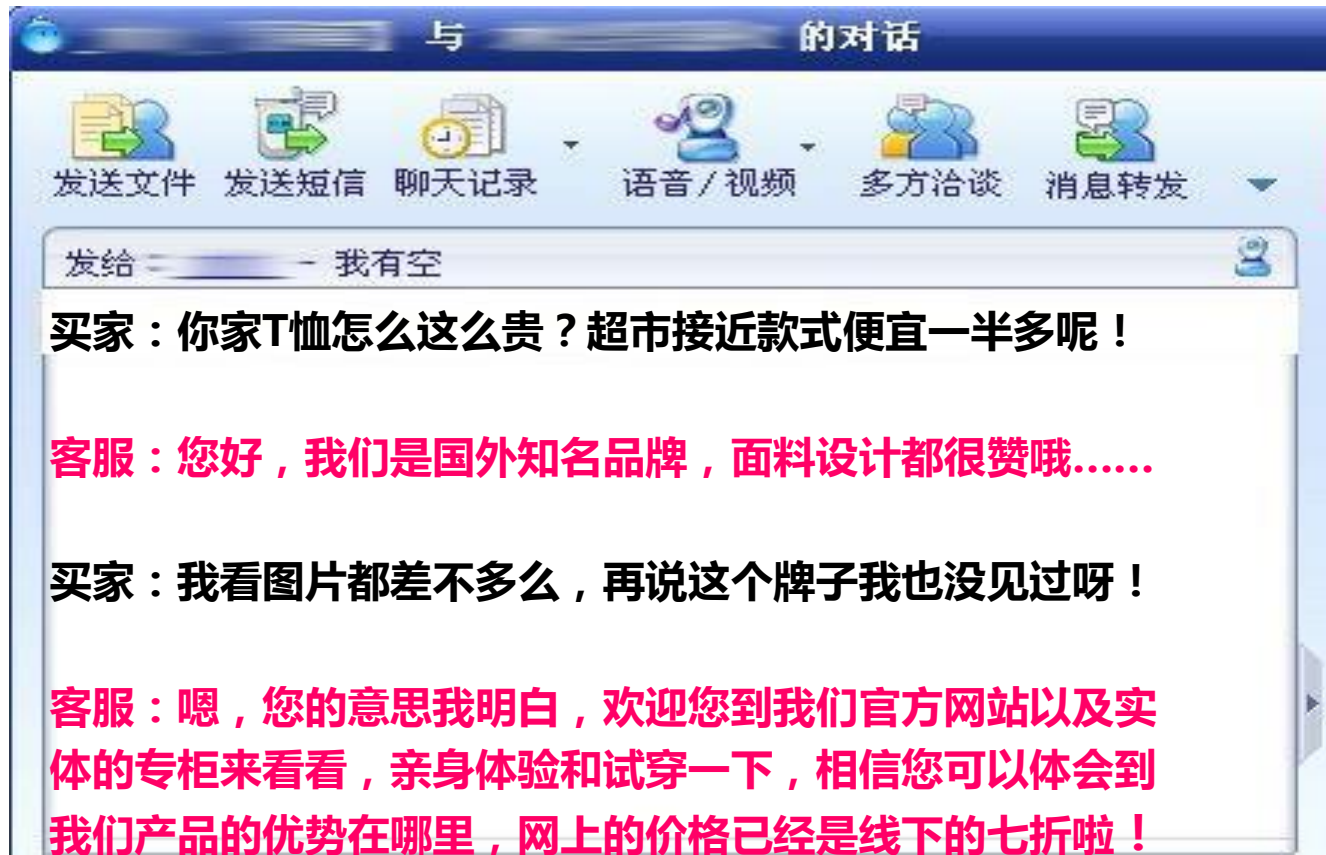 与 的对话
发送文件 发送短信 聊天记录 语音/视频 多方洽谈 消息转发
发给： - 我有空
买家：你家T恤怎么这么贵？超市接近款式便宜一半多呢！
客服：您好，我们是国外知名品牌，面料设计都很赞哦......
买家：我看图片都差不多么，再说这个牌子我也没见过呀！
客服：嗯，您的意思我明白，欢迎您到我们官方网站以及实
体的专柜来看看，亲身体验和试穿一下，相信您可以体会到
我们产品的优势在哪里，网上的价格已经是线下的七折啦！